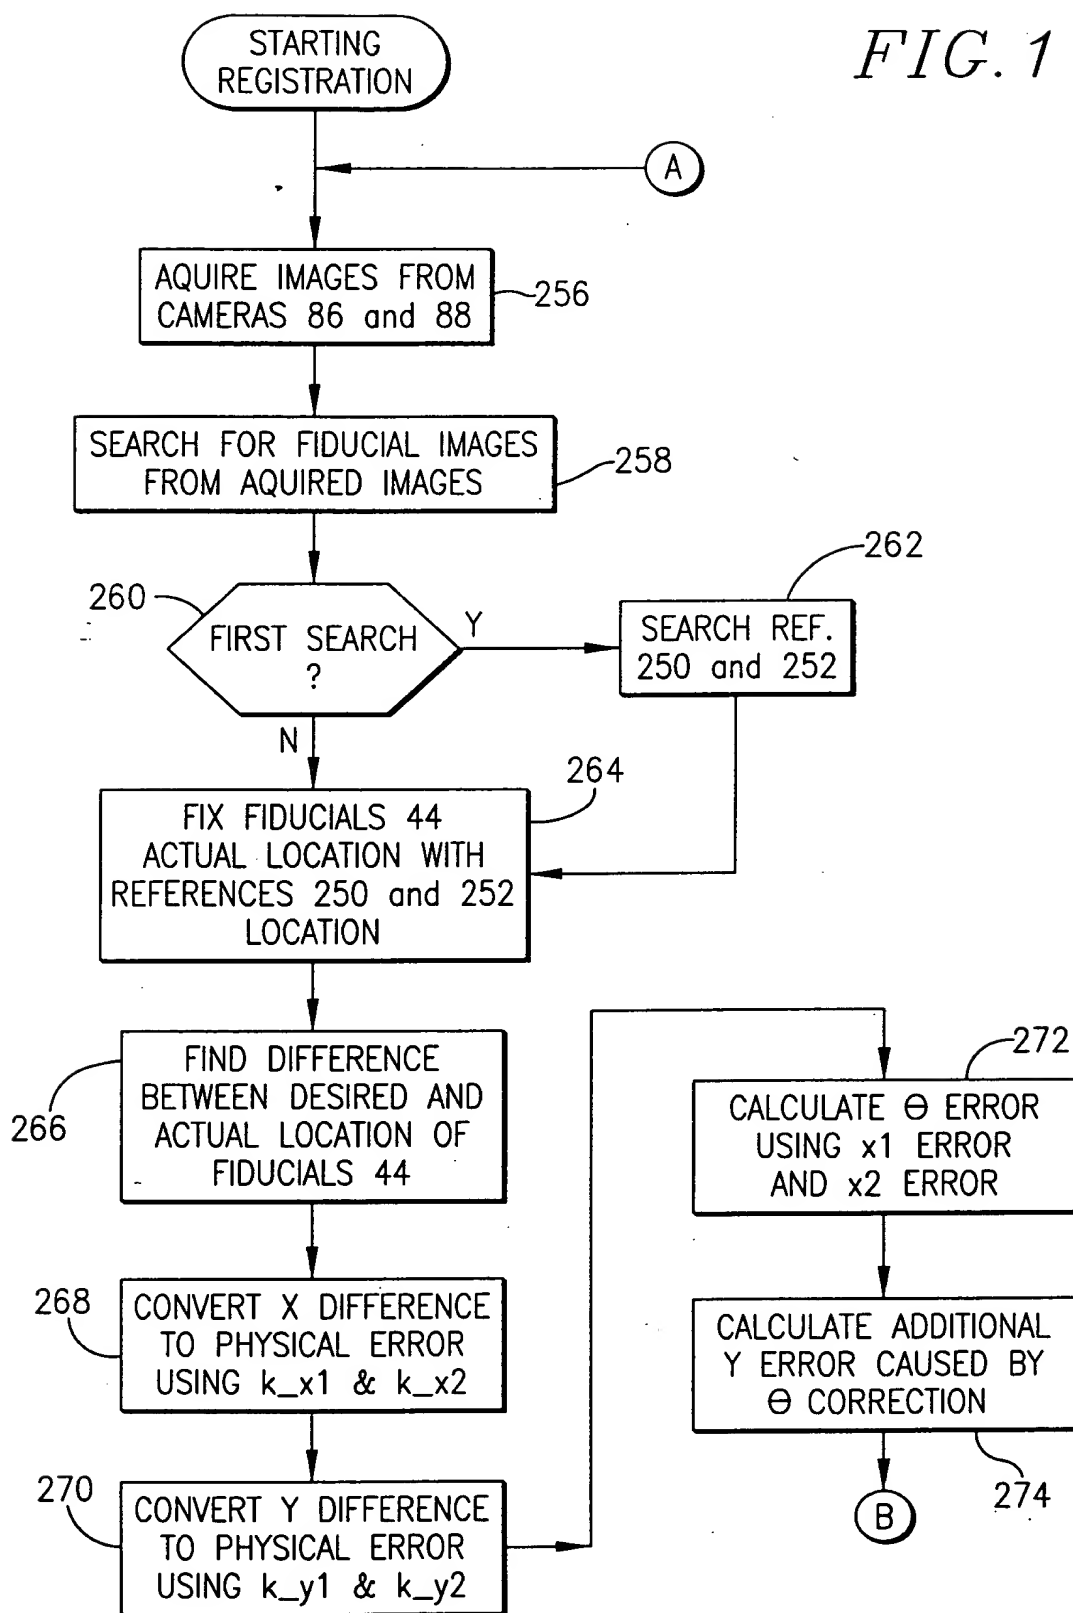 FIG. 1
STARTING
REGISTRATION
A
AQUIRE IMAGES FROM
CAMERAS 86 and 88
256
SEARCH FOR FIDUCIAL IMAGES
FROM AQUIRED IMAGES
258
260
FIRST SEARCH
?
Y
N
262
SEARCH REF.
250 and 252
264
FIX FIDUCIALS 44
ACTUAL LOCATION WITH
REFERENCES 250 and 252
LOCATION
266
FIND DIFFERENCE
BETWEEN DESIRED AND
ACTUAL LOCATION OF
FIDUCIALS 44
268
CONVERT X DIFFERENCE
TO PHYSICAL ERROR
USING k_x1 & k_x2
270
CONVERT Y DIFFERENCE
TO PHYSICAL ERROR
USING k_y1 & k_y2
272
CALCULATE Θ ERROR
USING x1 ERROR
AND x2 ERROR
CALCULATE ADDITIONAL
Y ERROR CAUSED BY
Θ CORRECTION
274
B